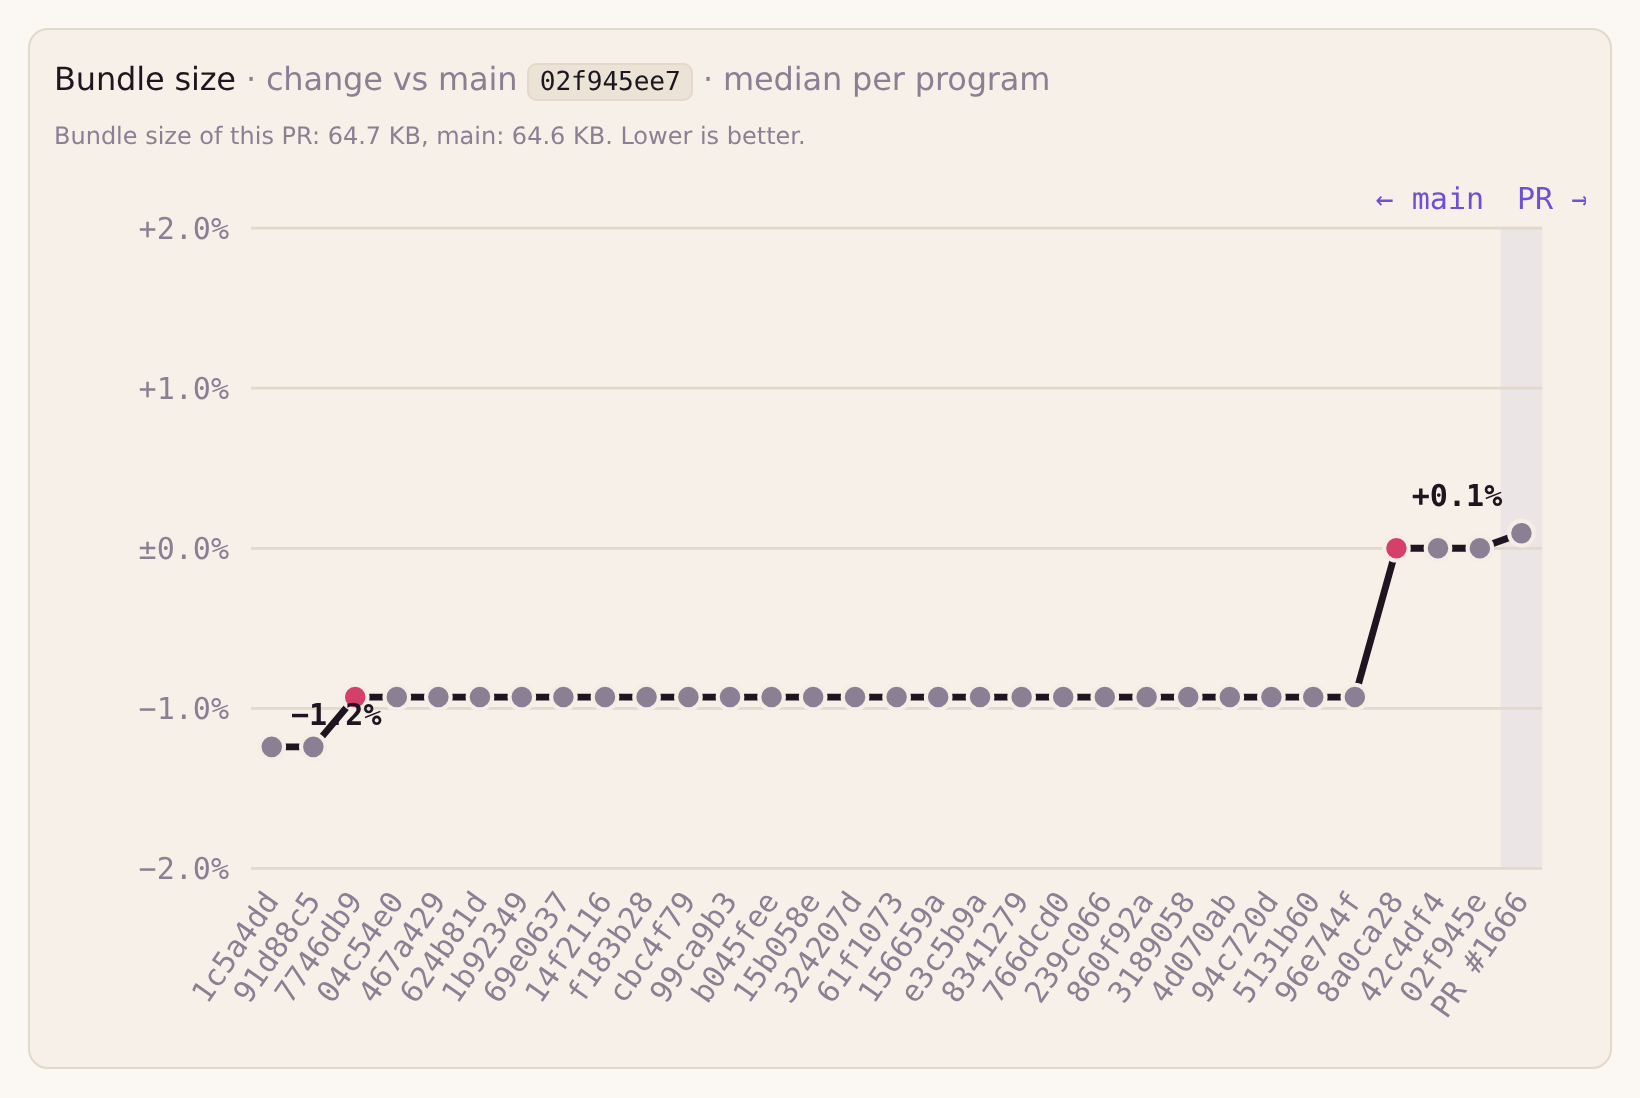 Bundle size · change vs main 02f945ee7 · median per program
Bundle size of this PR: 64.7 KB, main: 64.6 KB. Lower is better.
← main PR →
+2.0%
+1.0%
+0.1%
±0.0%
−1.0%
−1.2%
−2.0%
1c5a4dd
91d88c5
7746db9
04c54e0
467a429
624b81d
1b92349
69e0637
14f2116
f183b28
cbc4f79
99ca9b3
b045fee
15b058e
324207d
61f1073
156659a
e3c5b9a
8341279
766dcd0
239c066
860f92a
3189058
4d070ab
94c720d
5131b60
96e744f
8a0ca28
42c4df4
02f945e
PR #1666